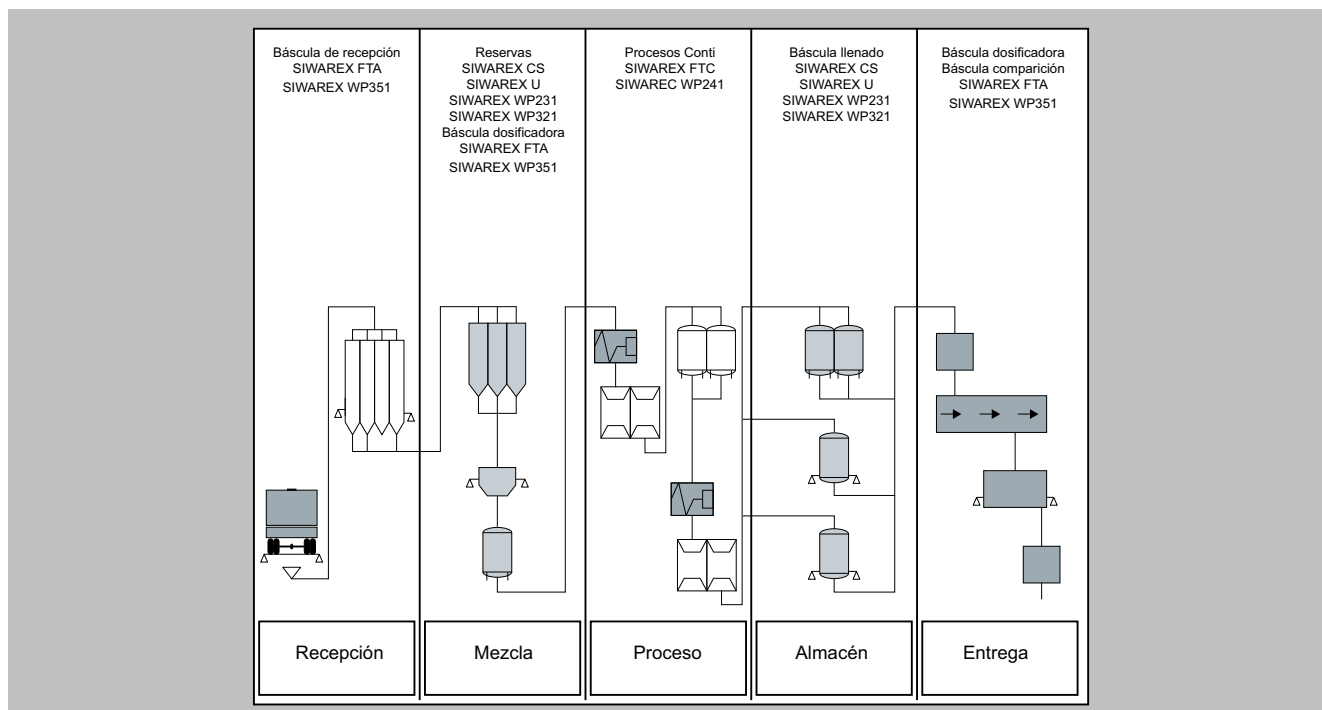 Báscula de recepción
SIWAREX FTA
SIWAREX WP351
Reservas
SIWAREX CS
SIWAREX U
SIWAREX WP231
SIWAREX WP321
Báscula dosificadora
SIWAREX FTA
SIWAREX WP351
Procesos Conti
SIWAREX FTC
SIWAREC WP241
Báscula llenado
SIWAREX CS
SIWAREX U
SIWAREX WP231
SIWAREX WP321
Báscula dosificadora
Báscula comparición
SIWAREX FTA
SIWAREX WP351
Recepción
Mezcla
Proceso
Almacén
Entrega